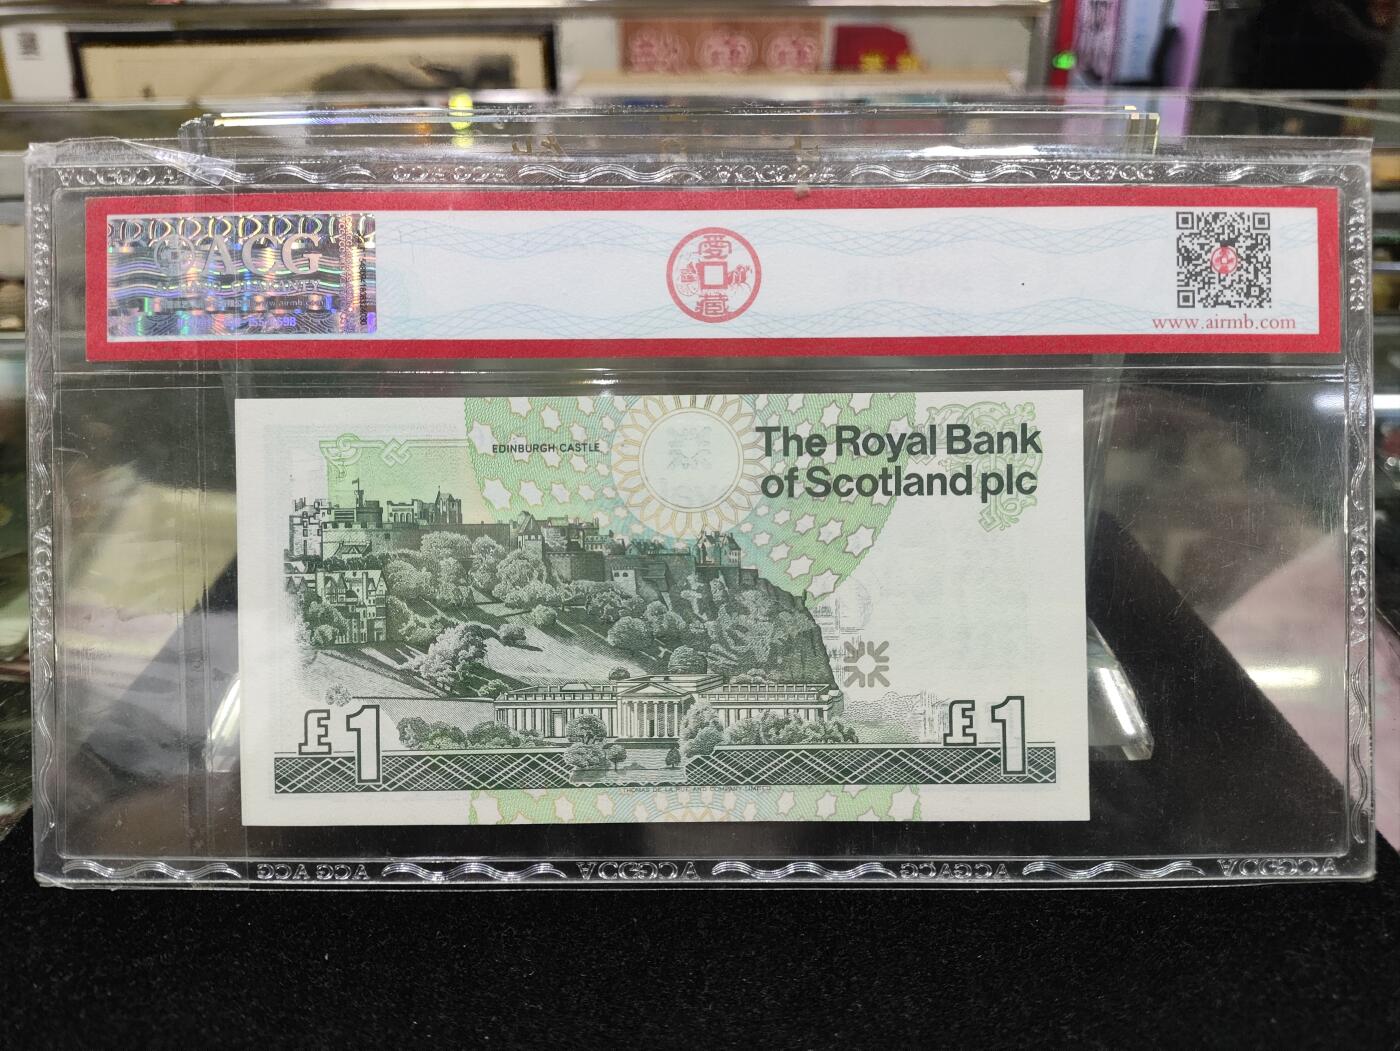 ACG
愛藏
www.airmb.com
EDINBURGH CASTLE
The Royal Bank
of Scotland plc
£1
£1
THOMAS DE LA RUE AND COMPANY LIMITED